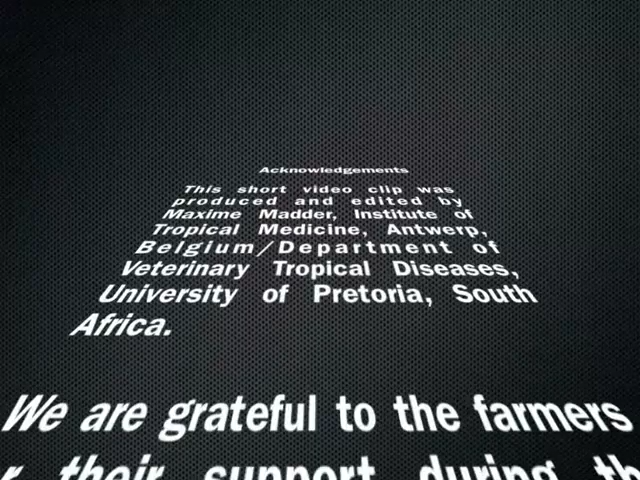 Acknowledgements
This short video clip was
produced and edited by
Maxime Madder, Institute of
Tropical Medicine, Antwerp,
Belgium/Department of
Veterinary Tropical Diseases,
University of Pretoria, South
Africa.
We are grateful to the farmers
their support during